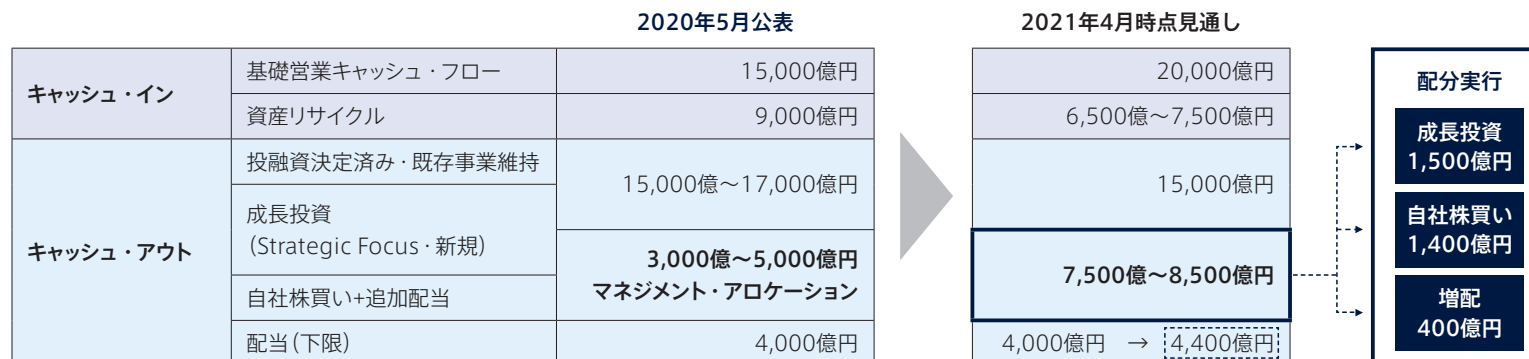 2020年5月公表
2021年4月時点見通し
キャッシュ・イン
基礎営業キャッシュ・フロー
15,000億円
20,000億円
資産リサイクル
9,000億円
6,500億～7,500億円
キャッシュ・アウト
投融資決定済み・既存事業維持
15,000億～17,000億円
15,000億円
成長投資
（Strategic Focus・新規）
3,000億～5,000億円
マネジメント・アロケーション
7,500億～8,500億円
自社株買い+追加配当
配当（下限）
4,000億円
4,000億円 → 4,400億円
配分実行
成長投資
1,500億円
自社株買い
1,400億円
増配
400億円